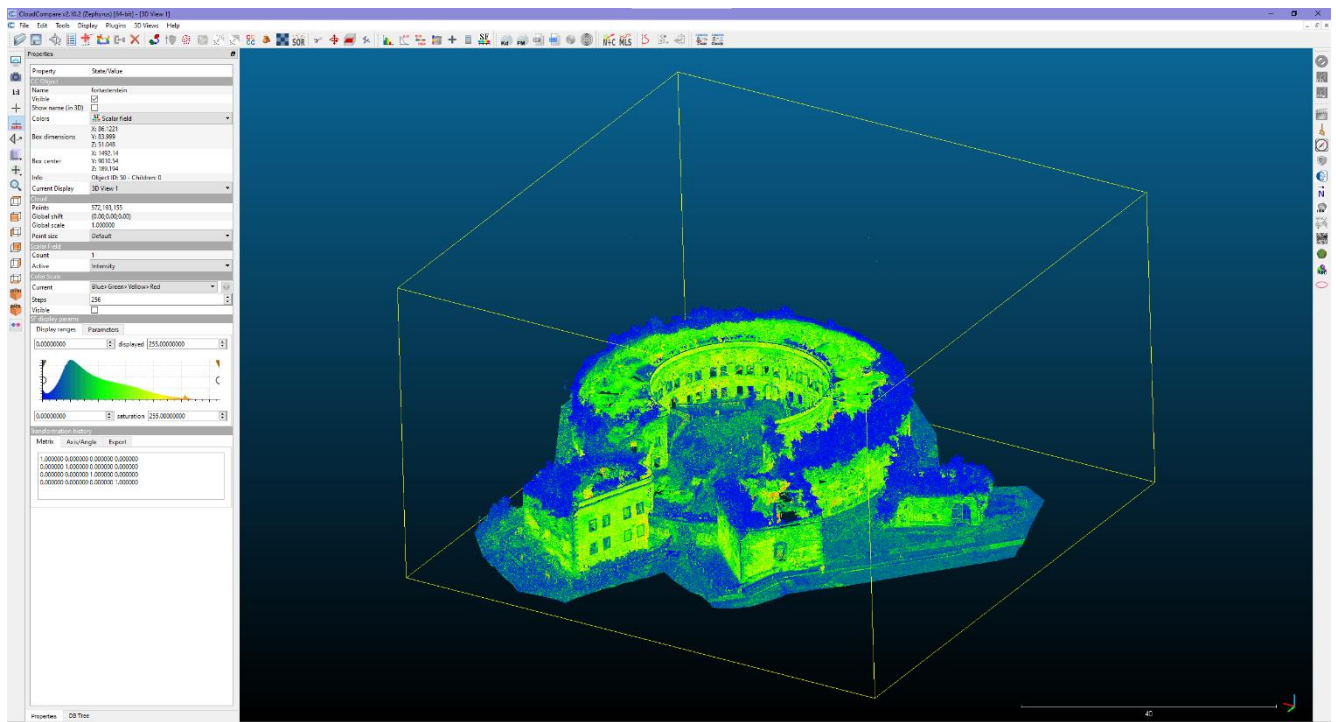 CloudCompare v2.10.2 (Zephyrus) [64-bit] - [3D View 1]
File Edit Tools Display Plugins 3D Views Help
SOR
SF
Kd FM
N+C MLS
Properties
1:1
Property State/Value
CC Object
Name
Visible
Show name (in 3D)
Colors Scalar field
X: 86.1221
Box dimensions Y: 83.999
Z: 51.048
X: 1492.14
Box center Y: 9010.54
Z: 189.194
Info Object ID: 50 - Children: 0
Current Display 3D View 1
Cloud
Points 572,193,155
Global shift (0.00;0.00;0.00)
Global scale 1.000000
Point size Default
Scalar Field
Count 1
Active Intensity
Color Scale
Current Blue>Green>Yellow>Red
Steps 256
Visible
SF display params
Display ranges Parameters
0.00000000 displayed 255.00000000
0.00000000 saturation 255.00000000
Transformation history
Matrix Axis/Angle Export
1.000000 0.000000 0.000000 0.000000
0.000000 1.000000 0.000000 0.000000
0.000000 0.000000 1.000000 0.000000
0.000000 0.000000 0.000000 1.000000
Properties DB Tree
N
40